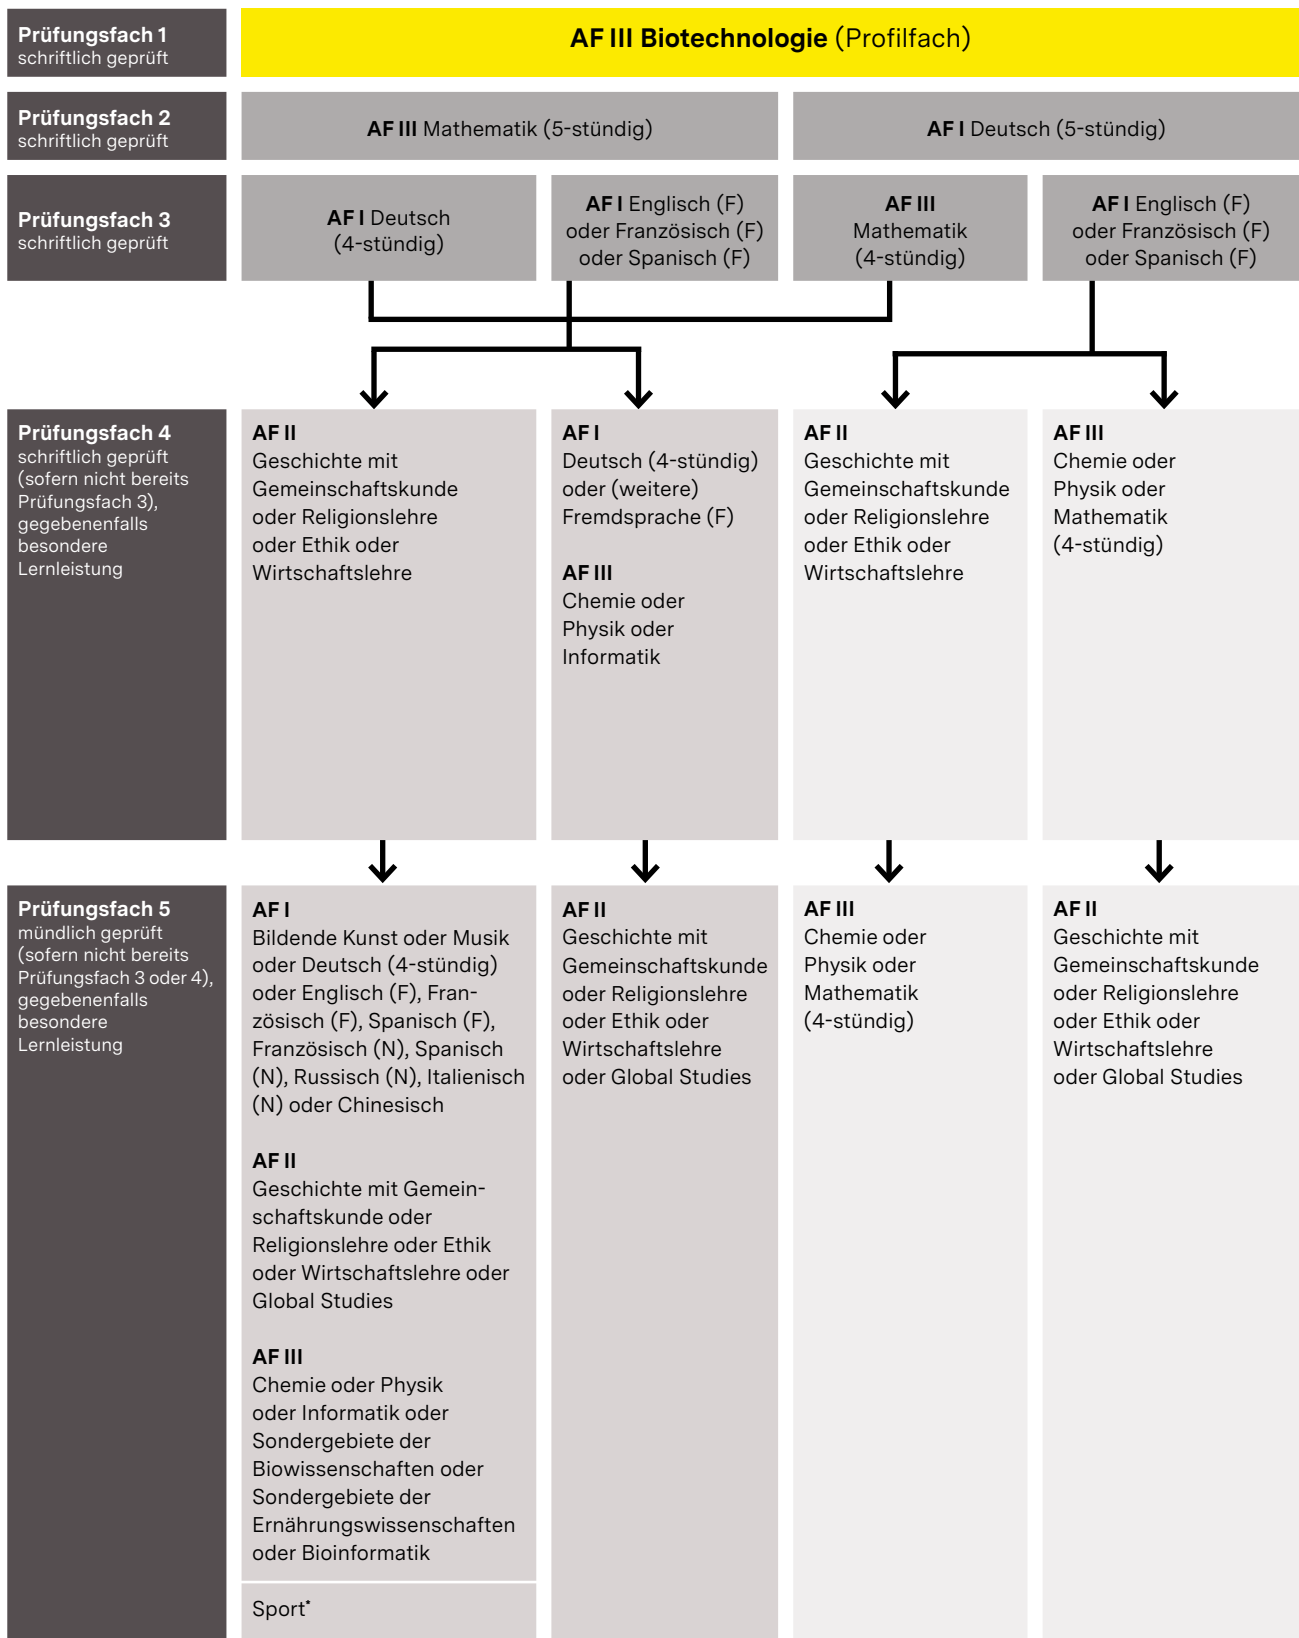 Prüfungsfach 1
schriftlich geprüft
AF III Biotechnologie (Profilfach)
Prüfungsfach 2
schriftlich geprüft
AF III Mathematik (5-stündig)
AF I Deutsch (5-stündig)
Prüfungsfach 3
schriftlich geprüft
AF I Deutsch
(4-stündig)
AF I Englisch (F)
oder Französisch (F)
oder Spanisch (F)
AF III
Mathematik
(4-stündig)
AF I Englisch (F)
oder Französisch (F)
oder Spanisch (F)
Prüfungsfach 4
schriftlich geprüft
(sofern nicht bereits
Prüfungsfach 3),
gegebenenfalls
besondere
Lernleistung
AF II
Geschichte mit
Gemeinschaftskunde
oder Religionslehre
oder Ethik oder
Wirtschaftslehre
AF I
Deutsch (4-stündig)
oder (weitere)
Fremdsprache (F)
AF III
Chemie oder
Physik oder
Informatik
AF II
Geschichte mit
Gemeinschaftskunde
oder Religionslehre
oder Ethik oder
Wirtschaftslehre
AF III
Chemie oder
Physik oder
Mathematik
(4-stündig)
Prüfungsfach 5
mündlich geprüft
(sofern nicht bereits
Prüfungsfach 3 oder 4),
gegebenenfalls
besondere
Lernleistung
AF I
Bildende Kunst oder Musik
oder Deutsch (4-stündig)
oder Englisch (F), Fran-
zösisch (F), Spanisch (F),
Französisch (N), Spanisch
(N), Russisch (N), Italienisch
(N) oder Chinesisch
AF II
Geschichte mit Gemein-
schaftskunde oder
Religionslehre oder Ethik
oder Wirtschaftslehre oder
Global Studies
AF III
Chemie oder Physik
oder Informatik oder
Sondergebiete der
Biowissenschaften oder
Sondergebiete der
Ernährungswissenschaften
oder Bioinformatik
Sport*
AF II
Geschichte mit
Gemeinschaftskunde
oder Religionslehre
oder Ethik oder
Wirtschaftslehre
oder Global Studies
AF III
Chemie oder
Physik oder
Mathematik
(4-stündig)
AF II
Geschichte mit
Gemeinschaftskunde
oder Religionslehre
oder Ethik oder
Wirtschaftslehre
oder Global Studies